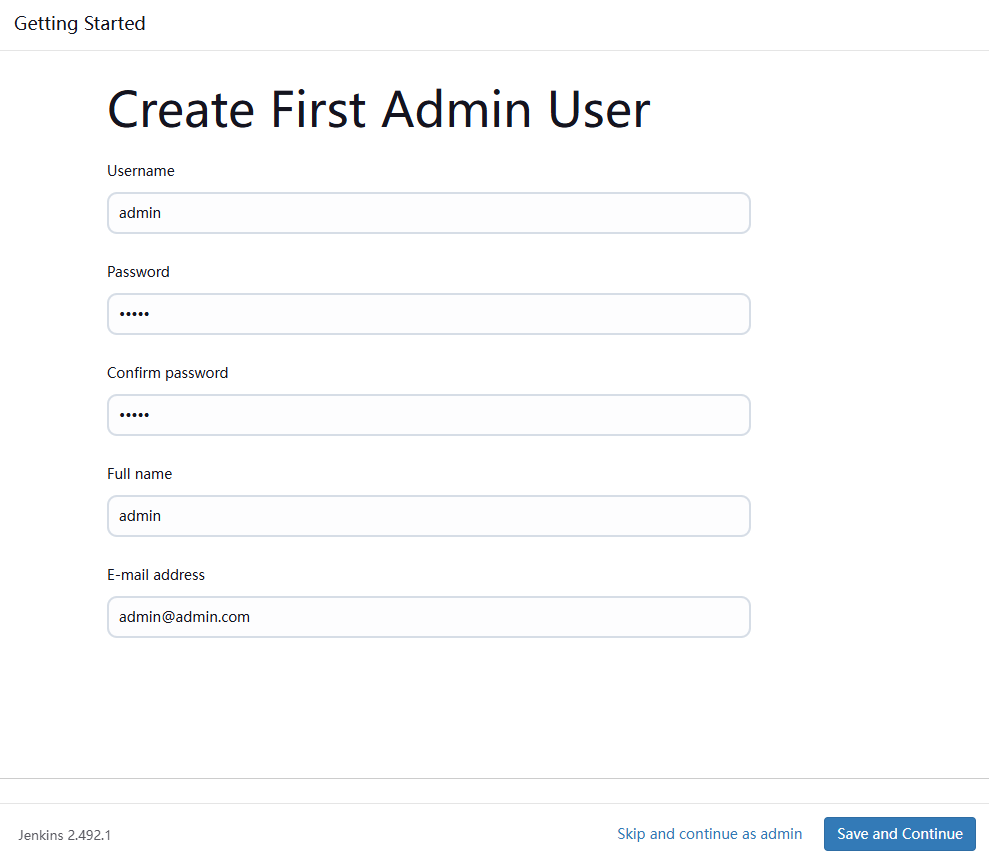 Getting Started
Create First Admin User
Username
admin
Password
•••••
Confirm password
•••••
Full name
admin
E-mail address
admin@admin.com
Jenkins 2.492.1
Skip and continue as admin
Save and Continue